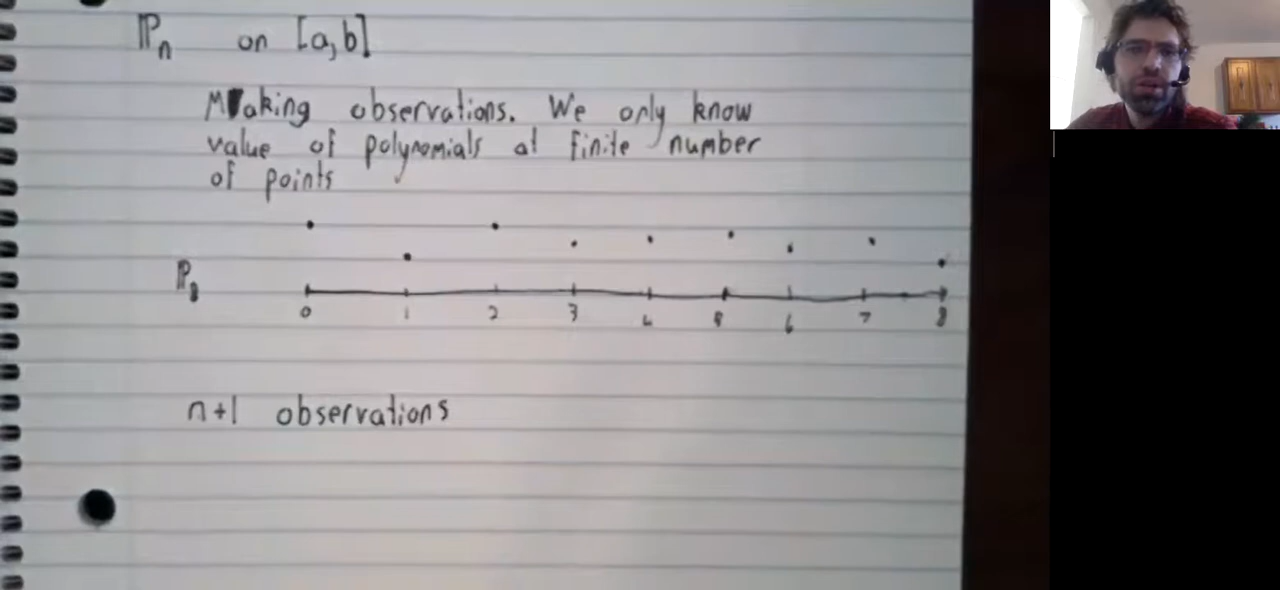 ℙn on [a,b]
Making observations. We only know
value of polynomials at finite number
of points
ℙ8
0 1 2 3 4 5 6 7 8
n+1 observations